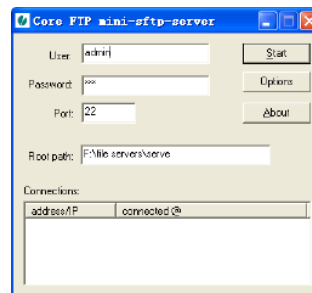 Core FTP mini-sftp-server
User: admin Start
Password: *** Options
Port: 22 About
Root path: F:\file servers\serve
Connections:
address/IP connected @